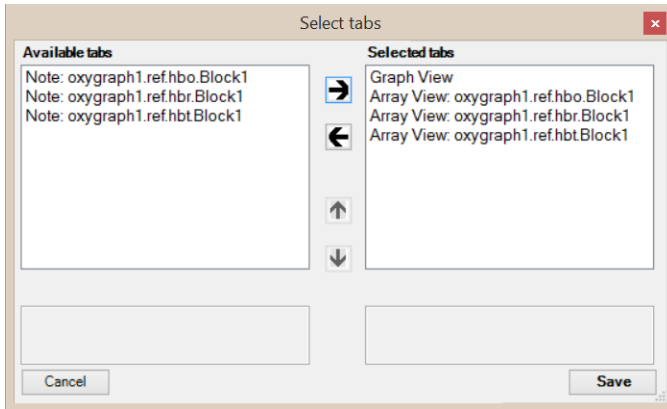 Select tabs
Available tabs
Selected tabs
Note: oxygraph1.ref.hbo.Block1
Note: oxygraph1.ref.hbr.Block1
Note: oxygraph1.ref.hbt.Block1
Graph View
Array View: oxygraph1.ref.hbo.Block1
Array View: oxygraph1.ref.hbr.Block1
Array View: oxygraph1.ref.hbt.Block1
Cancel
Save